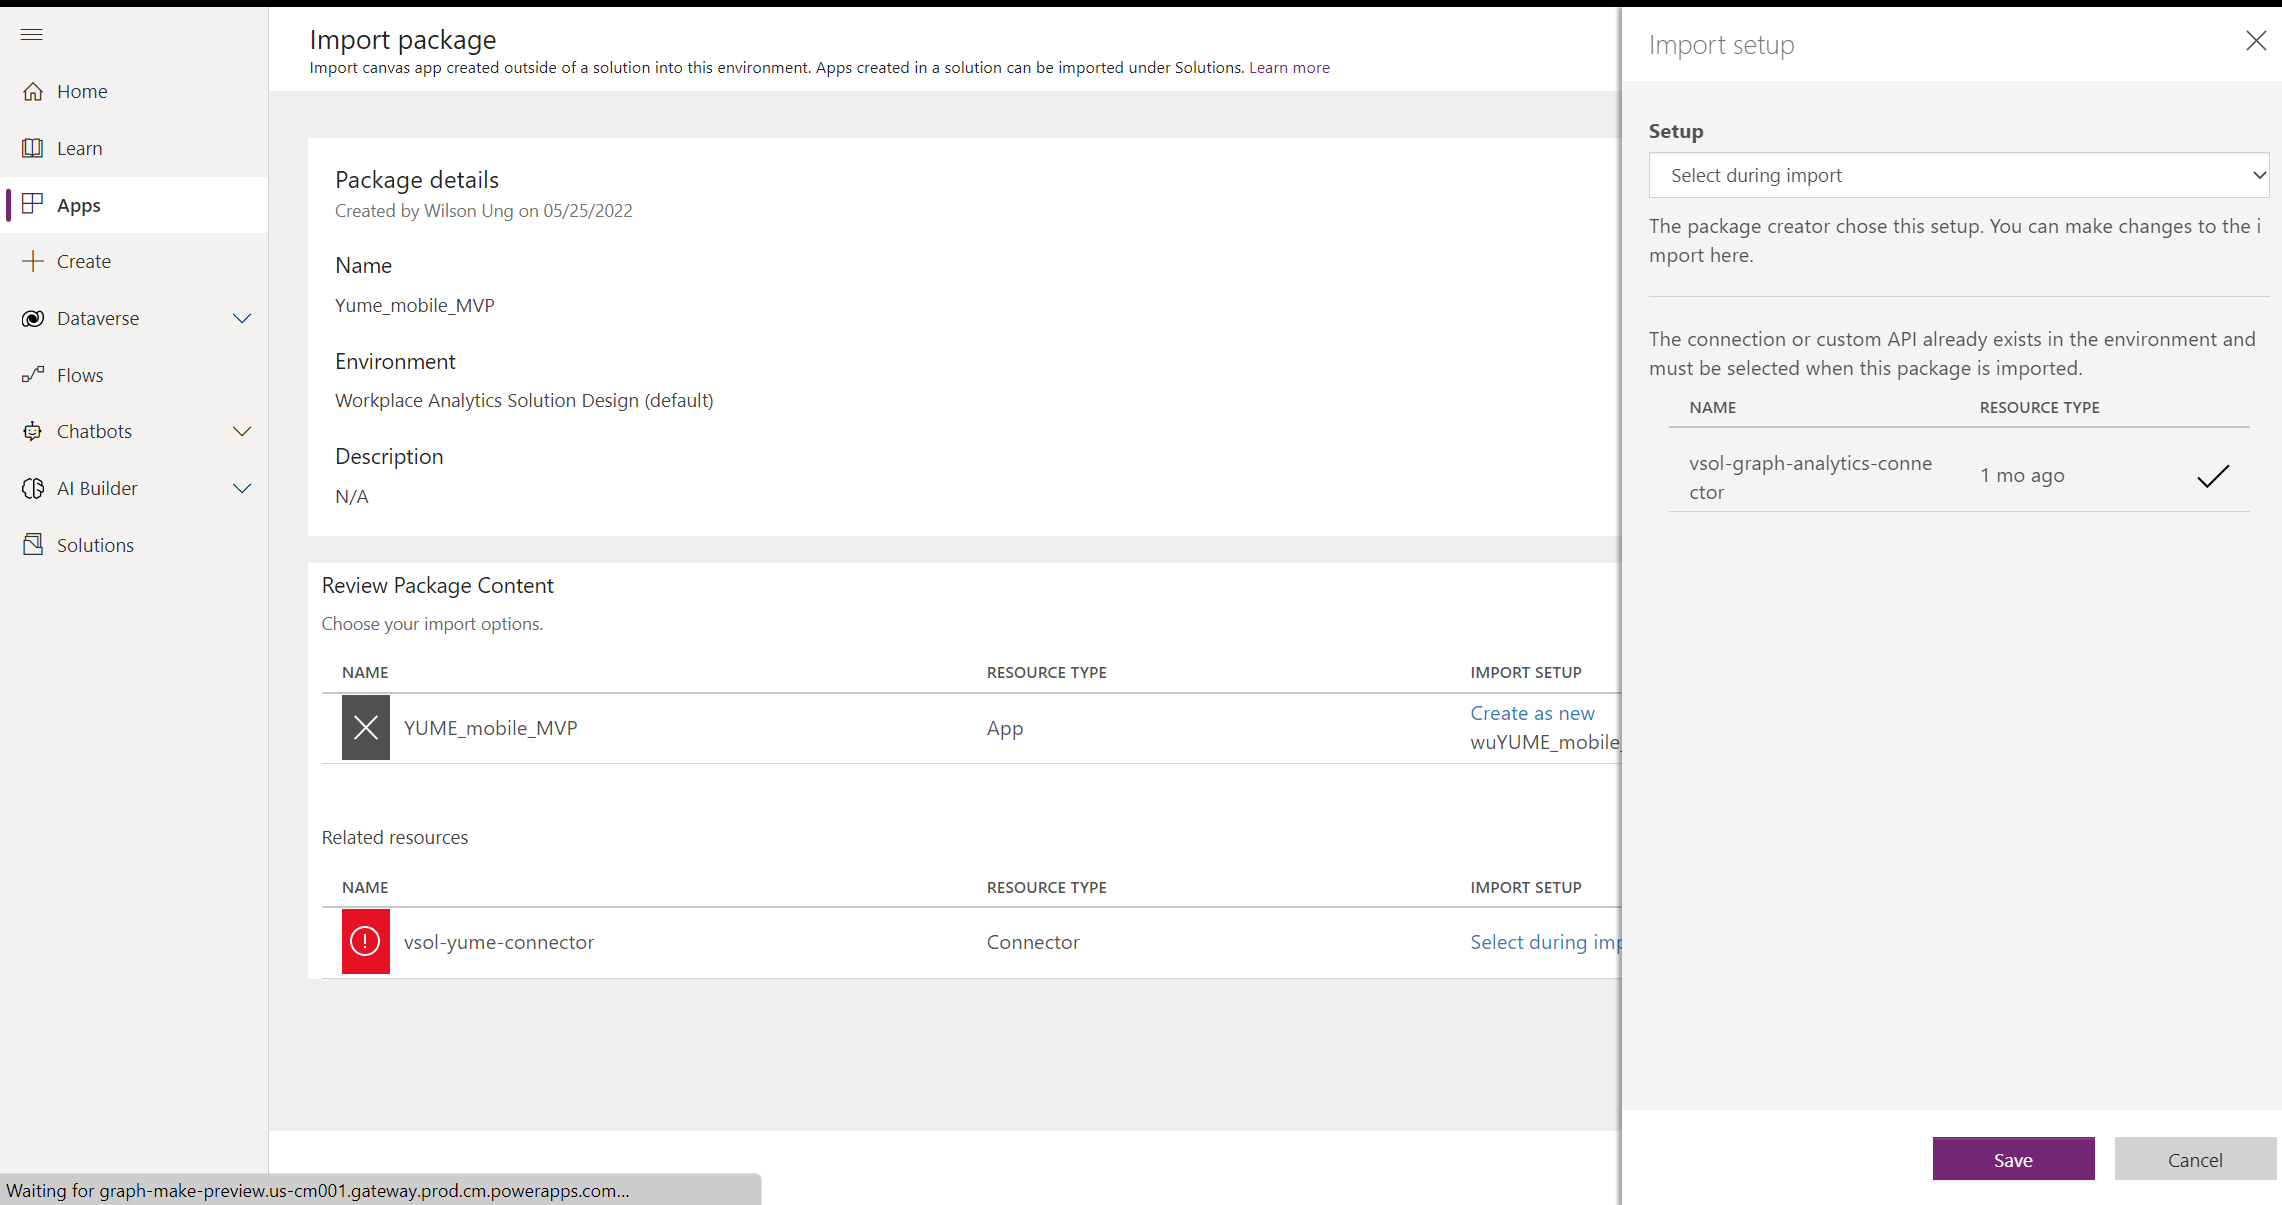 Home
Learn
Apps
Create
Dataverse
Flows
Chatbots
AI Builder
Solutions
Import package
Import canvas app created outside of a solution into this environment. Apps created in a solution can be imported under Solutions. Learn more
Package details
Created by Wilson Ung on 05/25/2022
Name
Yume_mobile_MVP
Environment
Workplace Analytics Solution Design (default)
Description
N/A
Review Package Content
Choose your import options.
NAME RESOURCE TYPE IMPORT SETUP
YUME_mobile_MVP App Create as new
wuYUME_mobile_
Related resources
NAME RESOURCE TYPE IMPORT SETUP
vsol-yume-connector Connector Select during imp
Import setup
Setup
Select during import
The package creator chose this setup. You can make changes to the i
mport here.
The connection or custom API already exists in the environment and
must be selected when this package is imported.
NAME RESOURCE TYPE
vsol-graph-analytics-conne
ctor
1 mo ago
Save Cancel
Waiting for graph-make-preview.us-cm001.gateway.prod.cm.powerapps.com...